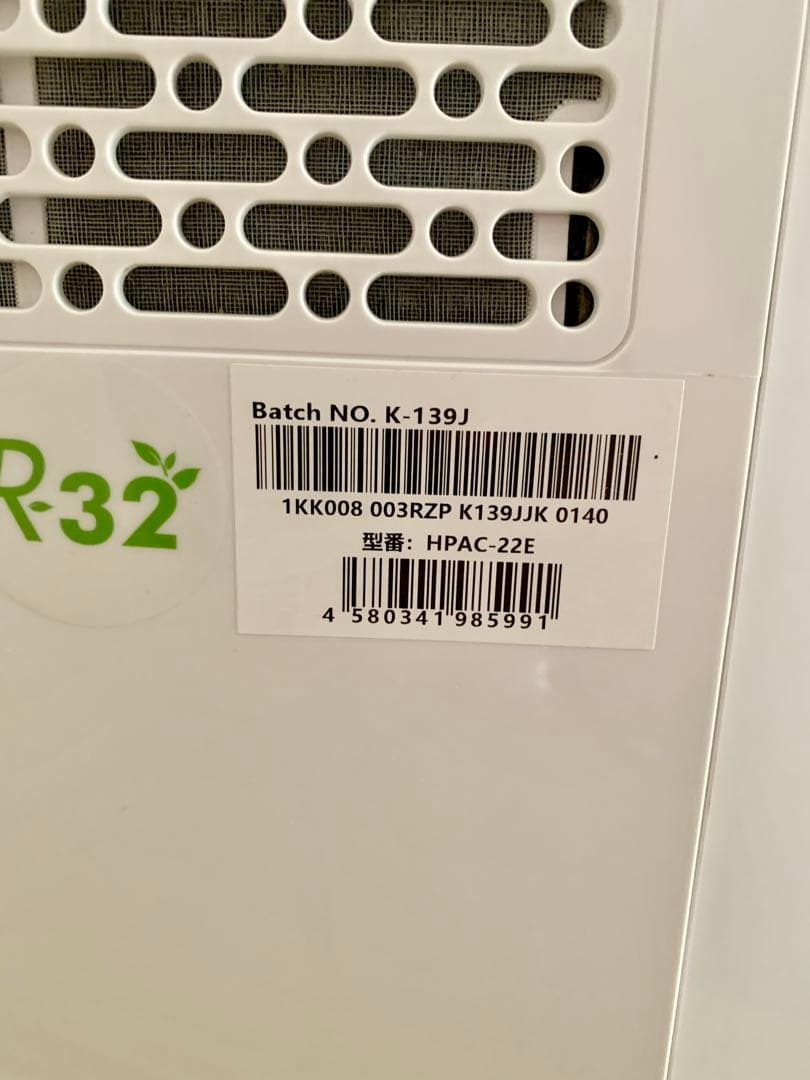 Batch NO. K-139J
R-32
1KK008 003RZP K139JJK 0140
型番: HPAC-22E
4 580341 985991